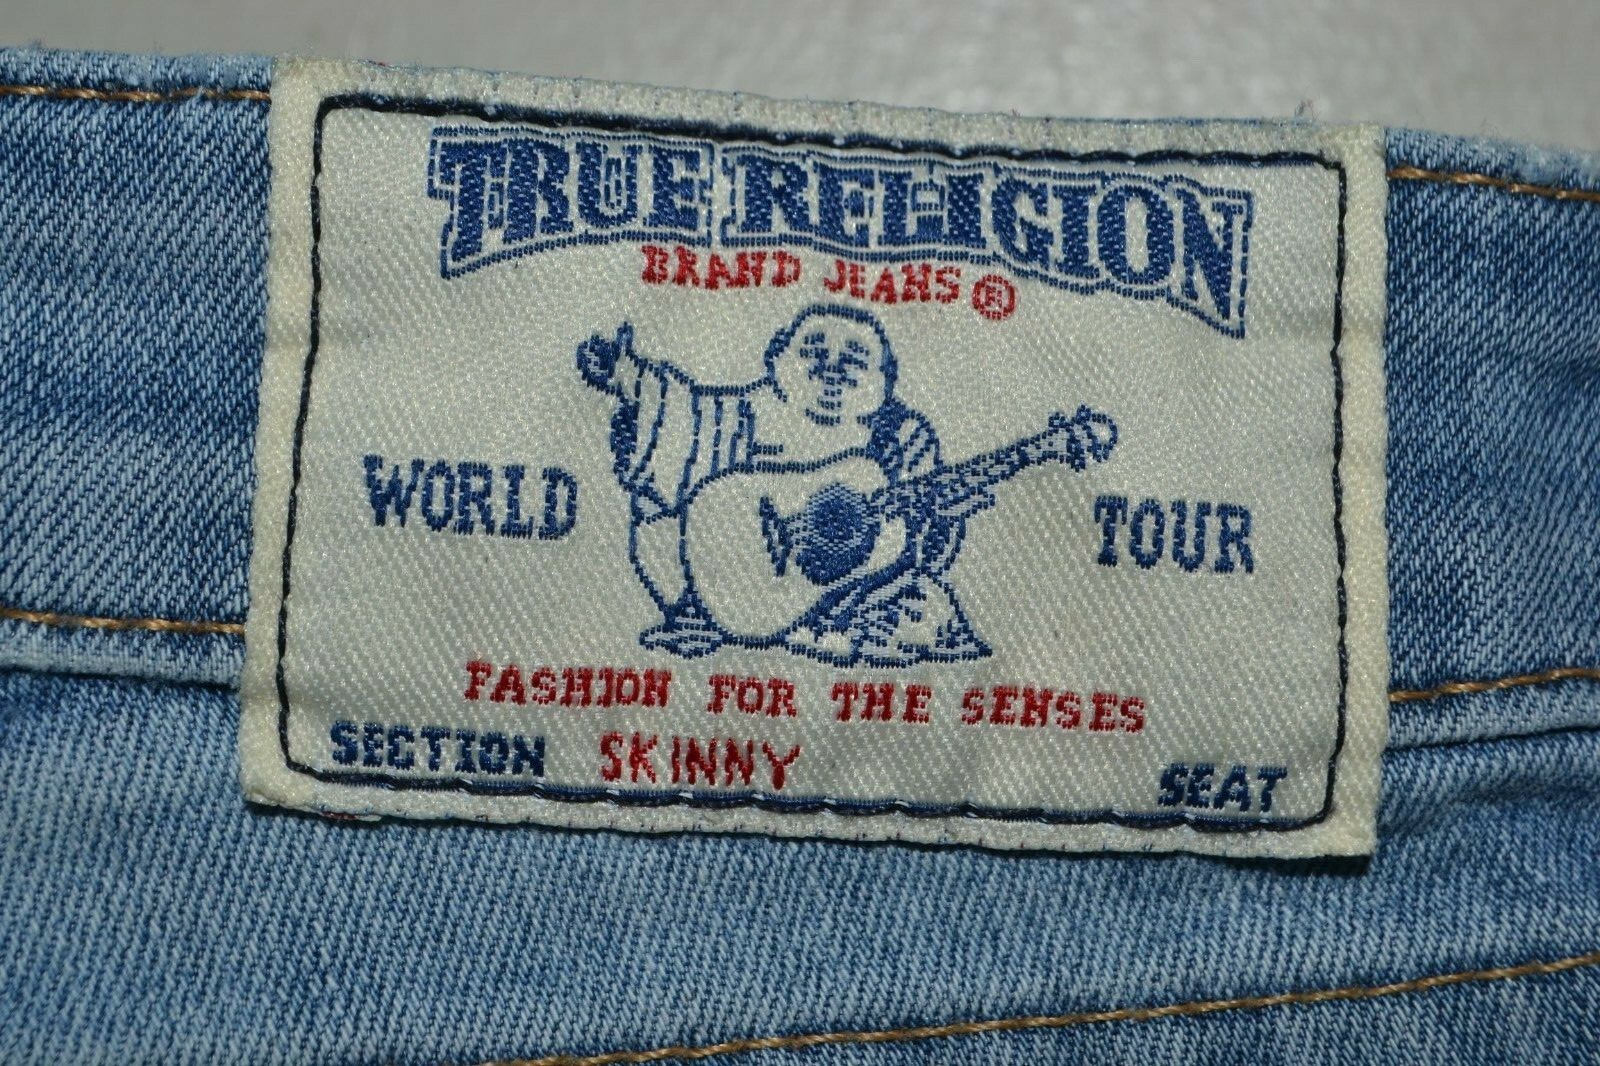 TRUE RELIGION
BRAND JEANS®
WORLD TOUR
FASHION FOR THE SENSES
SECTION SKINNY SEAT